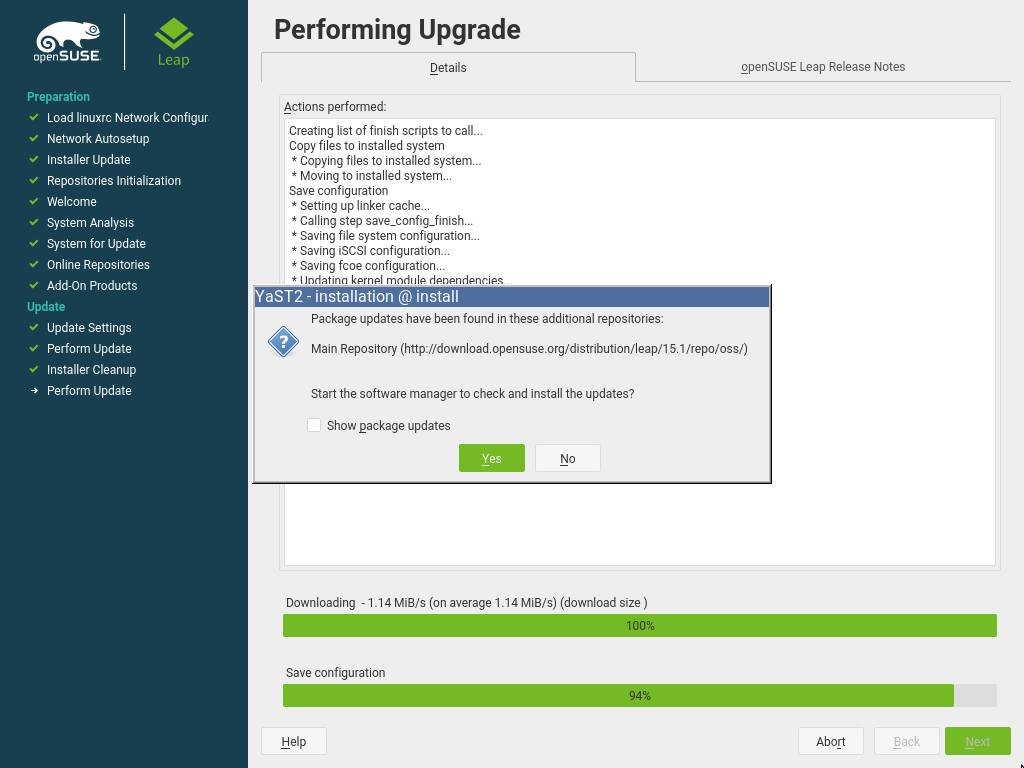 openSUSE
Leap
Preparation
Load linuxrc Network Configur
Network Autosetup
Installer Update
Repositories Initialization
Welcome
System Analysis
System for Update
Online Repositories
Add-On Products
Update
Update Settings
Perform Update
Installer Cleanup
Perform Update
Performing Upgrade
Details
openSUSE Leap Release Notes
Actions performed:
Creating list of finish scripts to call...
Copy files to installed system
* Copying files to installed system...
* Moving to installed system...
Save configuration
* Setting up linker cache...
* Calling step save_config_finish...
* Saving file system configuration...
* Saving iSCSI configuration...
* Saving fcoe configuration...
* Updating kernel module dependencies...
YaST2 - installation @ install
Package updates have been found in these additional repositories:
Main Repository (http://download.opensuse.org/distribution/leap/15.1/repo/oss/)
Start the software manager to check and install the updates?
Show package updates
Yes
No
Downloading - 1.14 MiB/s (on average 1.14 MiB/s) (download size )
100%
Save configuration
94%
Help
Abort
Back
Next